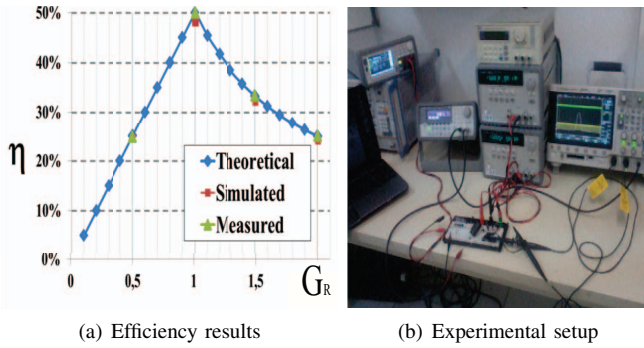 50%
40%
30%
20%
10%
0%
η
0
0,5
1
1,5
G_R
Theoretical
Simulated
Measured
(a) Efficiency results
(b) Experimental setup